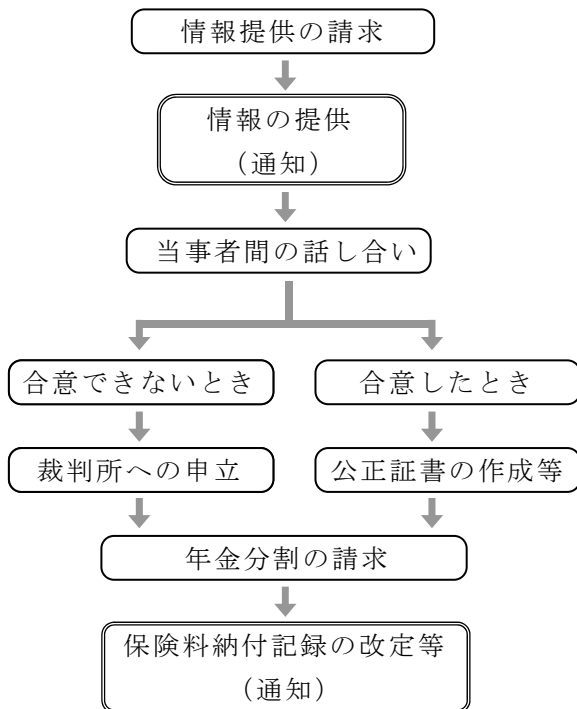 情報提供の請求
情報の提供
（通知）
当事者間の話し合い
合意できないとき
合意したとき
裁判所への申立
公正証書の作成等
年金分割の請求
保険料納付記録の改定等
（通知）